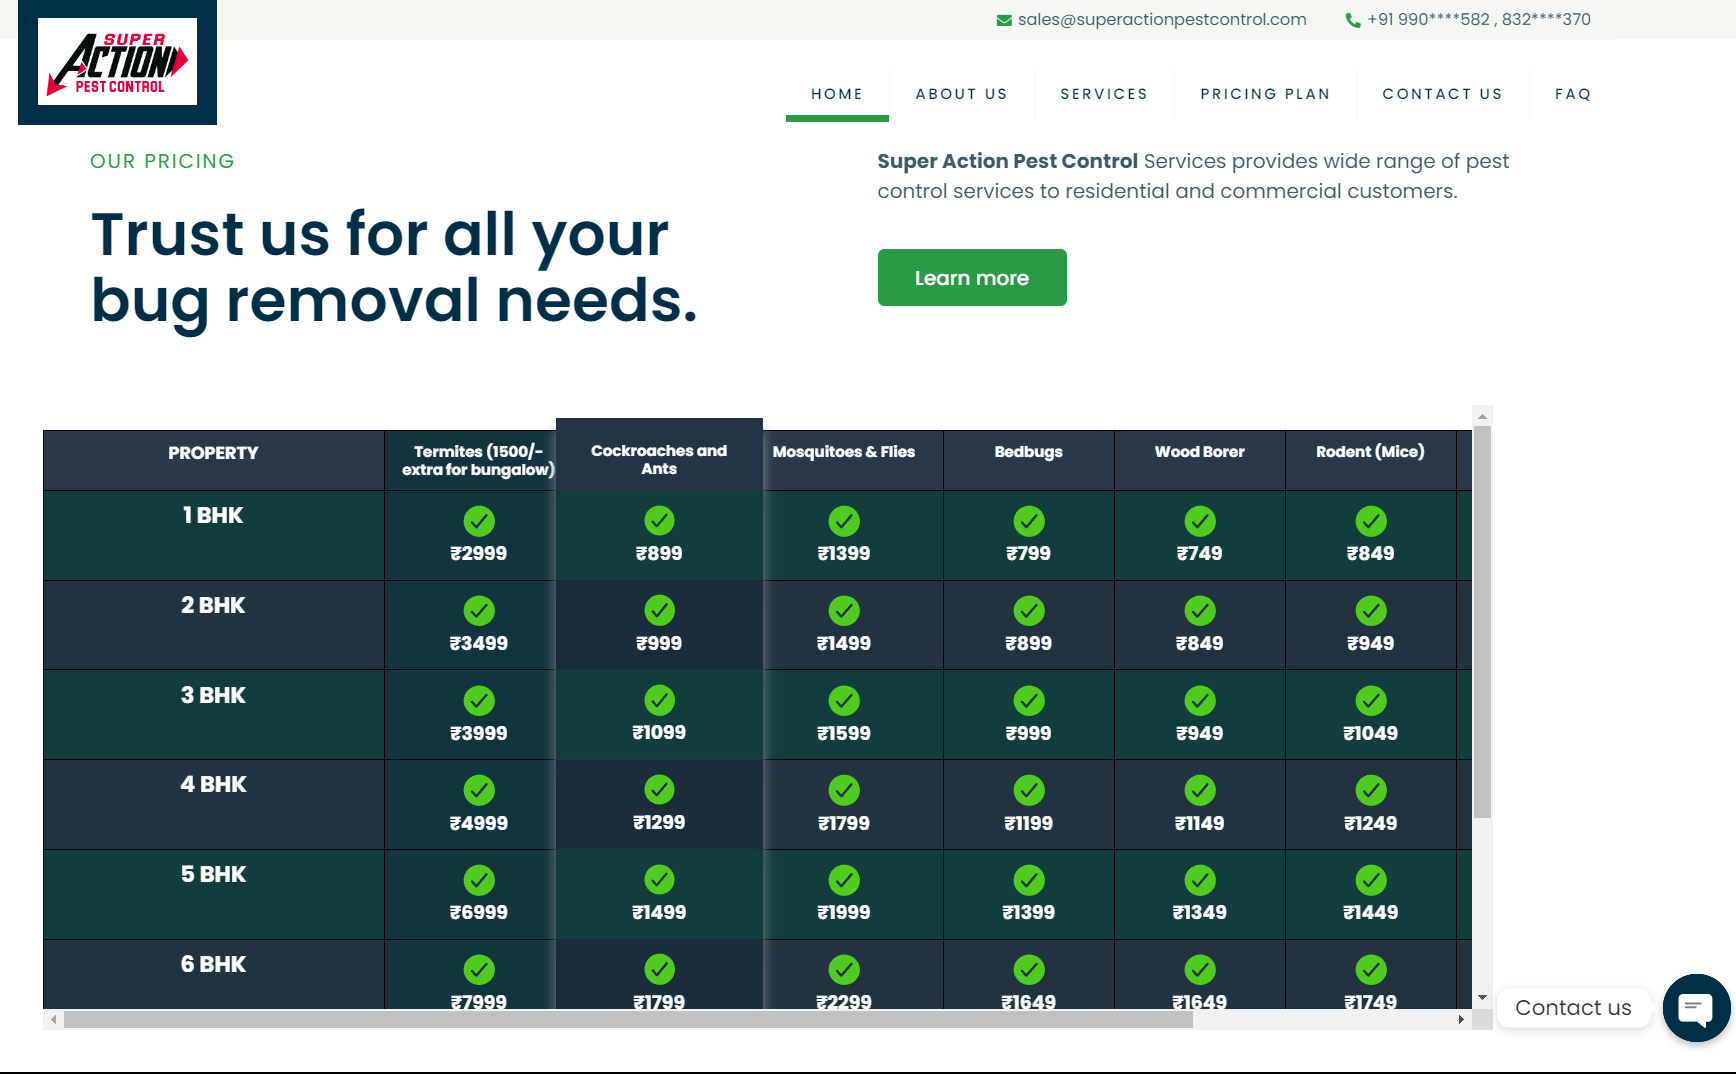 SUPER
ACTION
PEST CONTROL
sales@superactionpestcontrol.com
+91 990****582 , 832****370
HOME
ABOUT US
SERVICES
PRICING PLAN
CONTACT US
FAQ
OUR PRICING
Trust us for all your
bug removal needs.
Super Action Pest Control Services provides wide range of pest
control services to residential and commercial customers.
Learn more
PROPERTY
Termites (1500/-
extra for bungalow)
Cockroaches and
Ants
Mosquitoes & Flies
Bedbugs
Wood Borer
Rodent (Mice)
1 BHK
₹2999
₹899
₹1399
₹799
₹749
₹849
2 BHK
₹3499
₹999
₹1499
₹899
₹849
₹949
3 BHK
₹3999
₹1099
₹1599
₹999
₹949
₹1049
4 BHK
₹4999
₹1299
₹1799
₹1199
₹1149
₹1249
5 BHK
₹6999
₹1499
₹1999
₹1399
₹1349
₹1449
6 BHK
₹7999
₹1799
₹2299
₹1649
₹1649
₹1749
Contact us